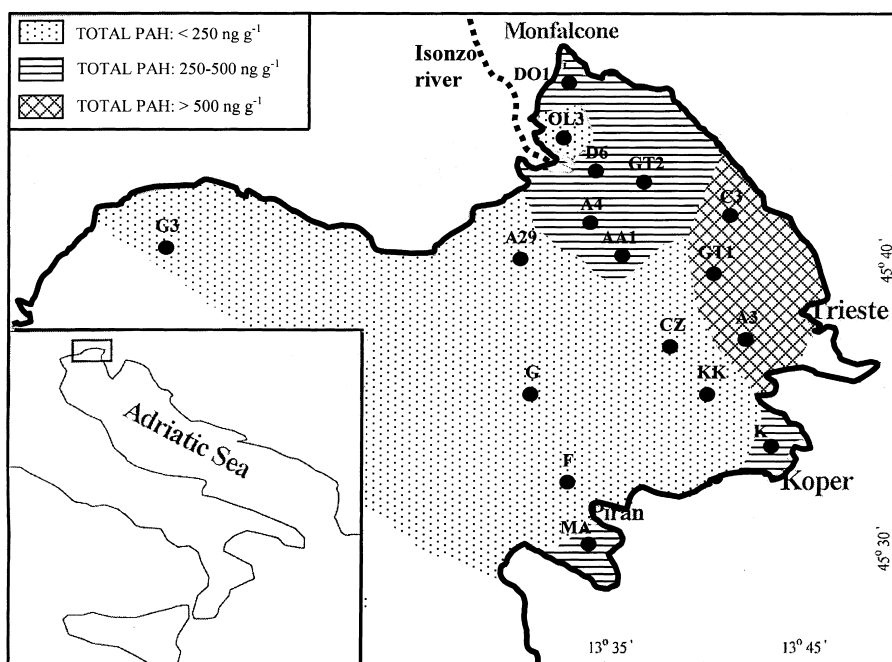 TOTAL PAH: < 250 ng g⁻¹
TOTAL PAH: 250-500 ng g⁻¹
TOTAL PAH: > 500 ng g⁻¹
Monfalcone
Isonzo
river
DO1
OL3
D6
GT2
C3
A4
G3
A29
AA1
GT1
45° 40'
Trieste
A3
CZ
G
KK
Adriatic Sea
K
F
Koper
Piran
MA
45° 30'
13° 35'
13° 45'